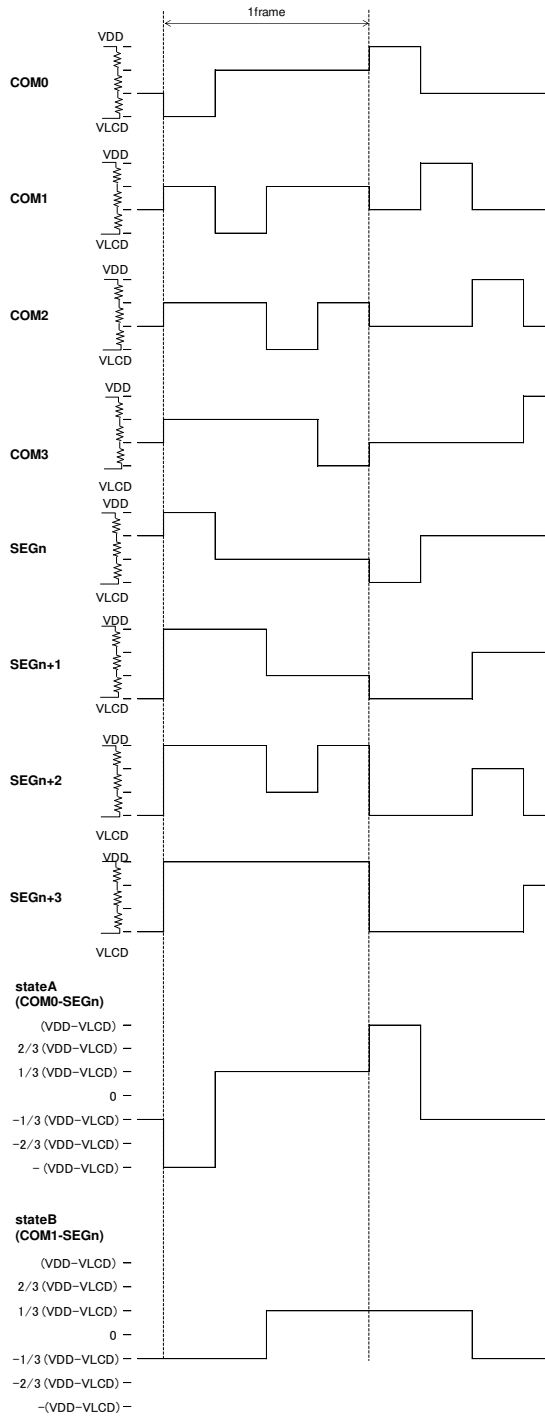 1frame
VDD
COM0
VLCD
VDD
COM1
VLCD
VDD
COM2
VLCD
VDD
COM3
VLCD
VDD
SEGn
VLCD
VDD
SEGn+1
VLCD
VDD
SEGn+2
VLCD
VDD
SEGn+3
VLCD
stateA
(COM0-SEGn)
(VDD-VLCD)
2/3(VDD-VLCD)
1/3(VDD-VLCD)
0
-1/3(VDD-VLCD)
-2/3(VDD-VLCD)
-(VDD-VLCD)
stateB
(COM1-SEGn)
(VDD-VLCD)
2/3(VDD-VLCD)
1/3(VDD-VLCD)
0
-1/3(VDD-VLCD)
-2/3(VDD-VLCD)
-(VDD-VLCD)